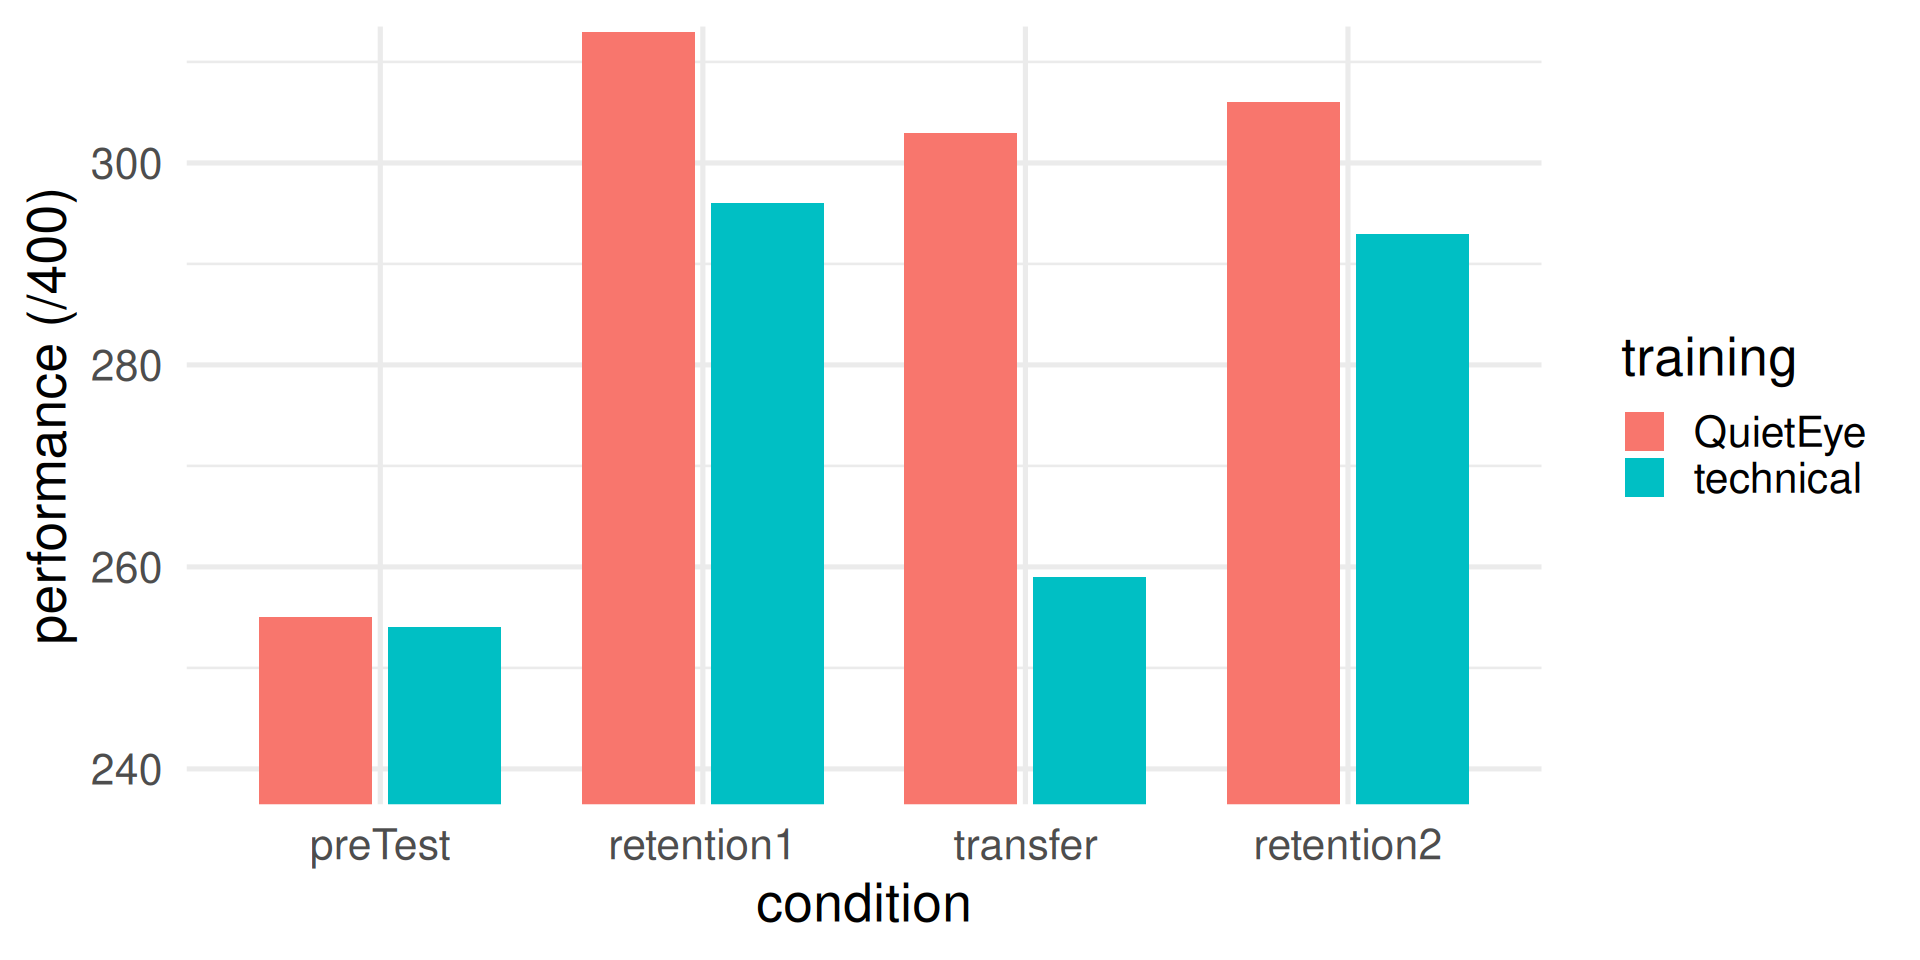 performance (/400)
300
280
260
240
preTest
retention1
transfer
retention2
condition
training
QuietEye
technical